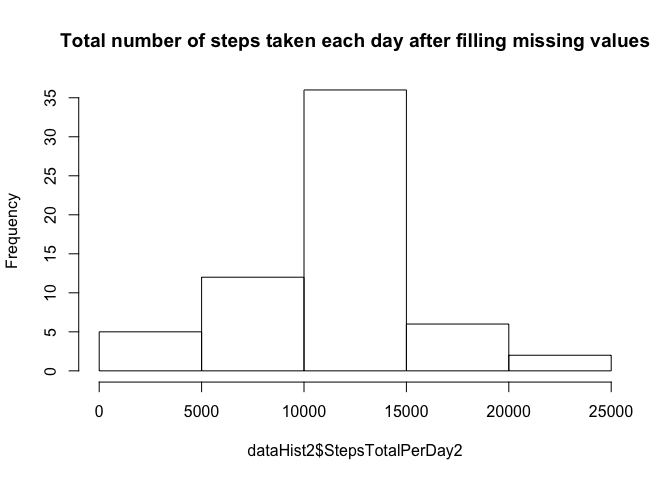 Total number of steps taken each day after filling missing values
Frequency
35
30
25
20
15
10
5
0
0 5000 10000 15000 20000 25000
dataHist2$StepsTotalPerDay2